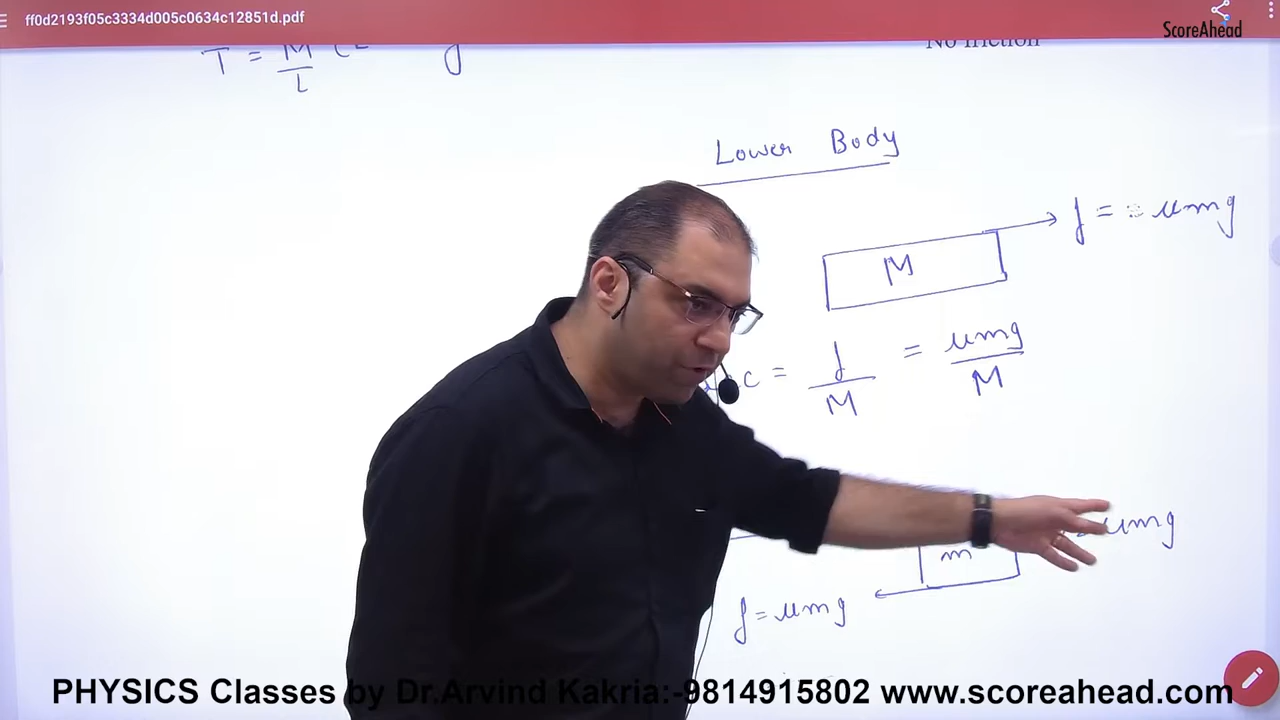 ff0d2193f05c3334d005c0634c12851d.pdf
ScoreAhead
No friction
T = M/L
Lower Body
M
f = μmg
c = f/M = μmg/M
μmg
m
f = μmg
PHYSICS Classes by Dr.Arvind Kakria:-9814915802 www.scoreahead.com